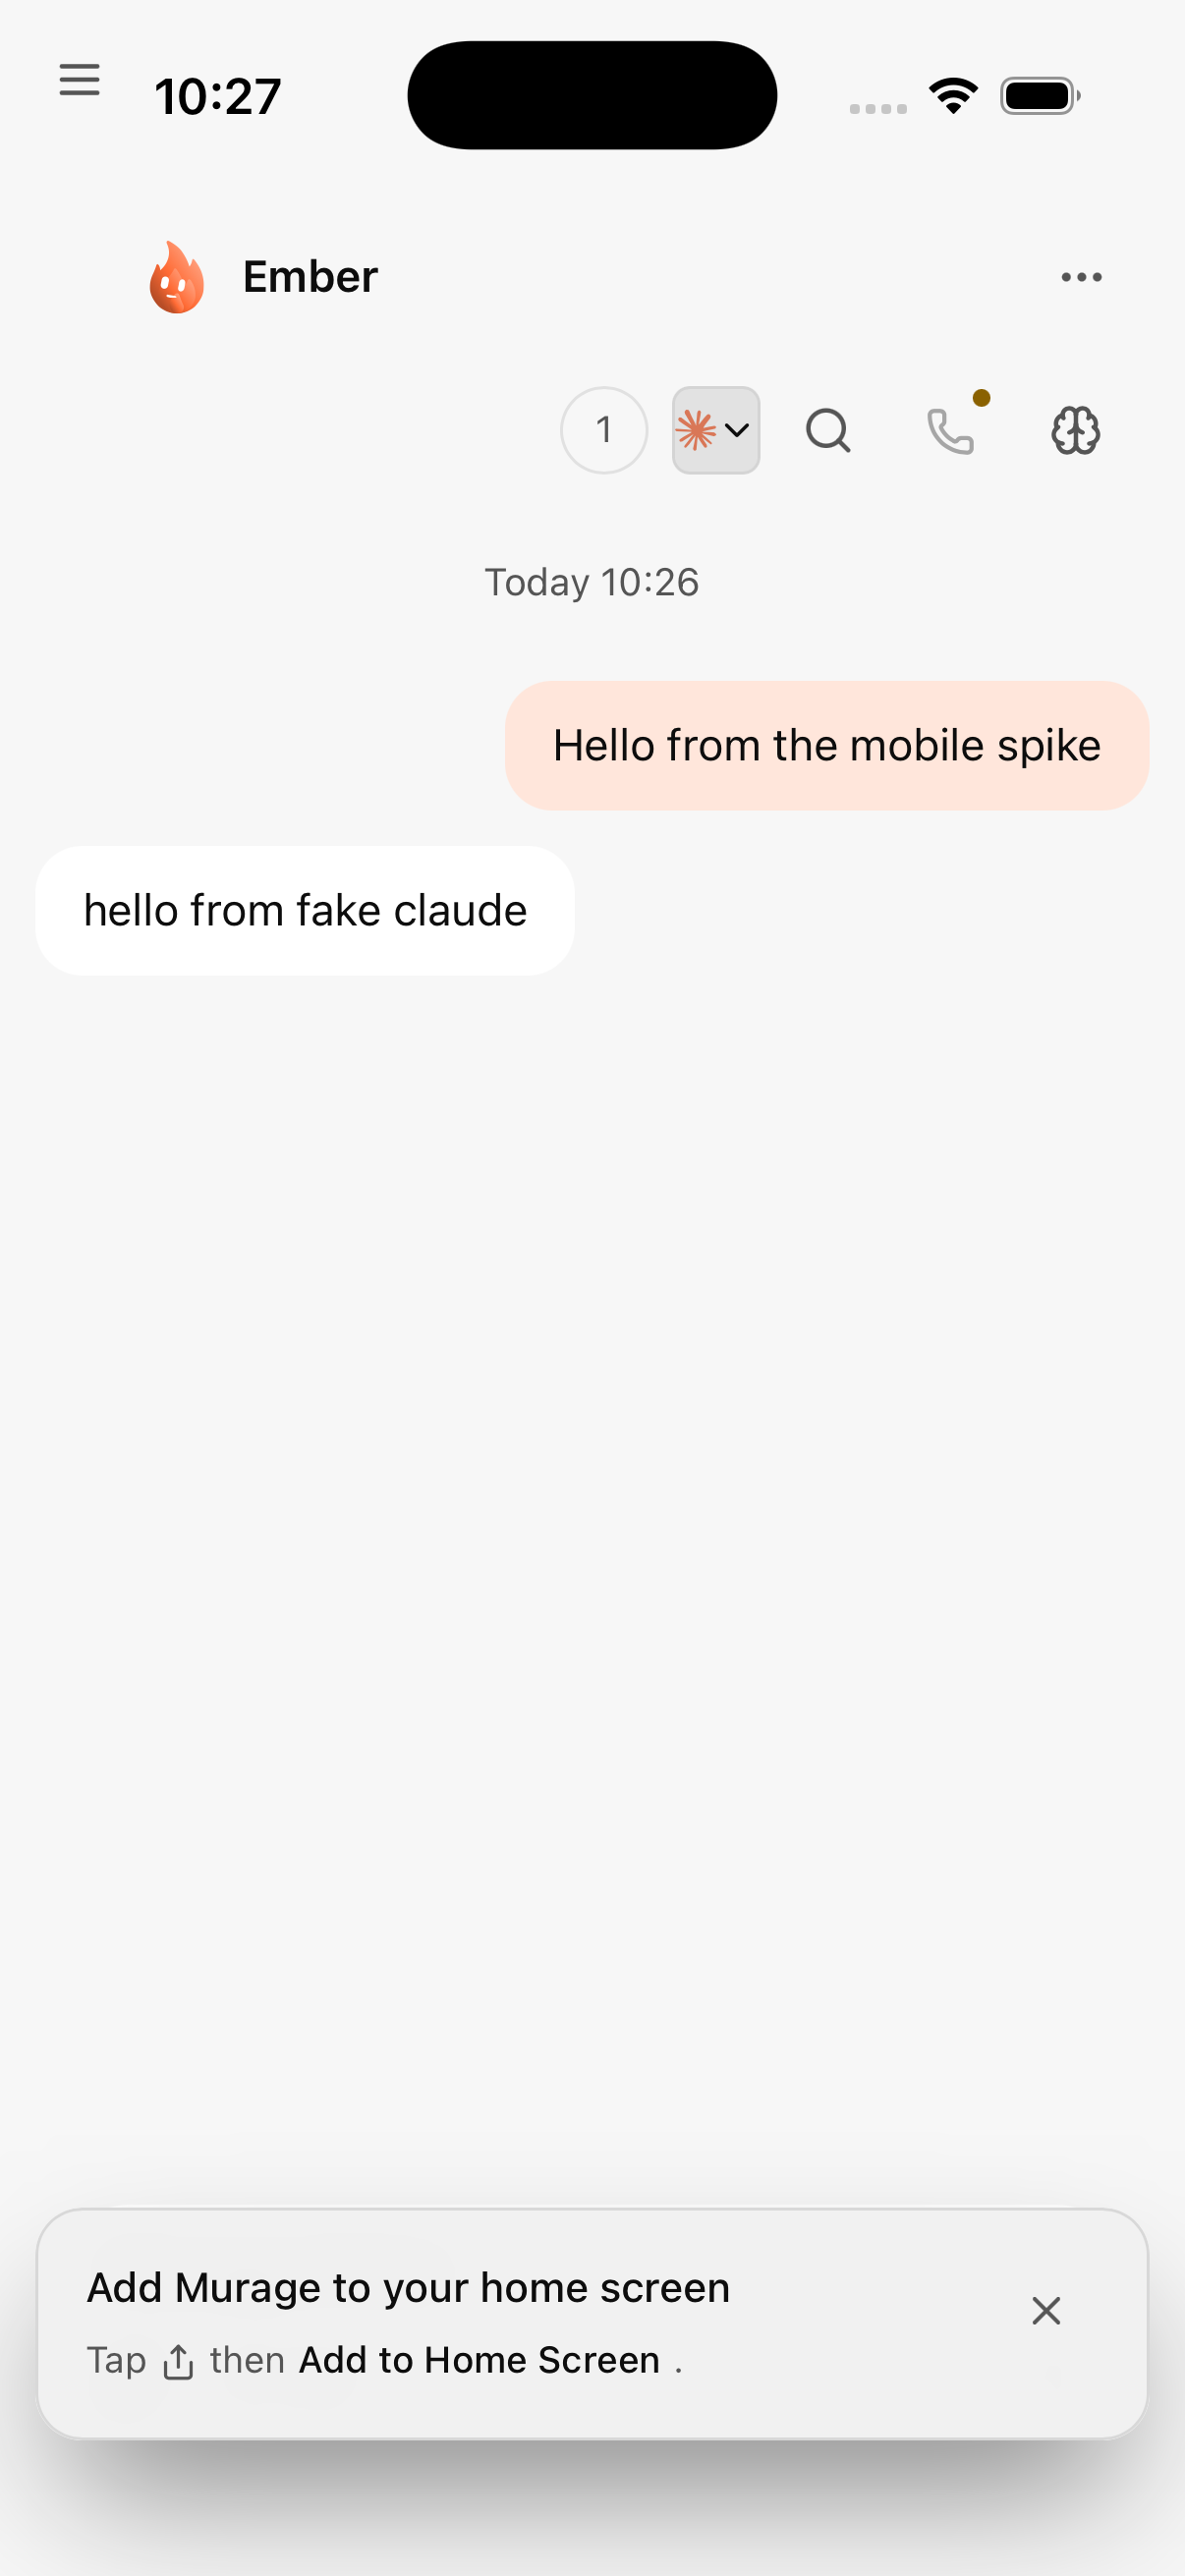 10:27
Ember
1
Today 10:26
Hello from the mobile spike
hello from fake claude
Add Murage to your home screen
Tap then Add to Home Screen .